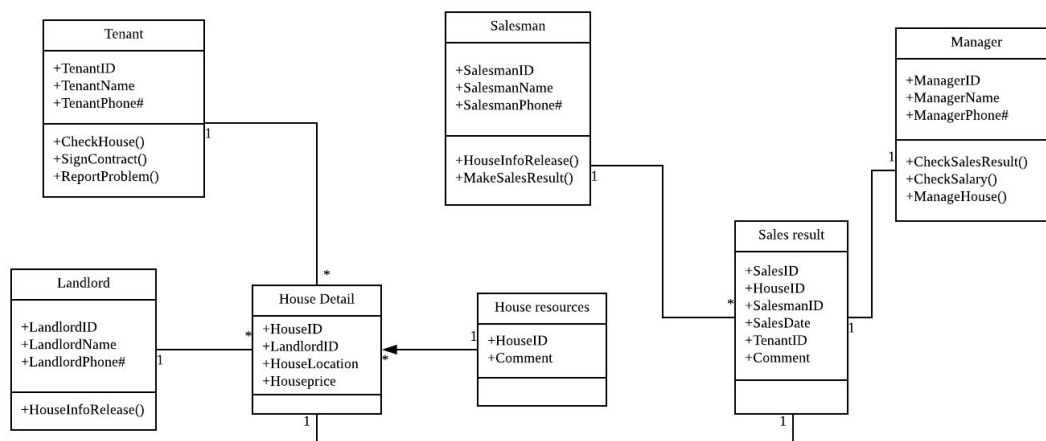 Tenant
+TenantID
+TenantName
+TenantPhone#
+CheckHouse()
+SignContract()
+ReportProblem()
1
*
Salesman
+SalesmanID
+SalesmanName
+SalesmanPhone#
+HouseInfoRelease()
+MakeSalesResult()
1
*
Manager
+ManagerID
+ManagerName
+ManagerPhone#
+CheckSalesResult()
+CheckSalary()
+ManageHouse()
1
1
Landlord
+LandlordID
+LandlordName
+LandlordPhone#
+HouseInfoRelease()
1
*
House Detail
+HouseID
+LandlordID
+HouseLocation
+Houseprice
1
*
House resources
+HouseID
+Comment
1
Sales result
+SalesID
+HouseID
+SalesmanID
+SalesDate
+TenantID
+Comment
1